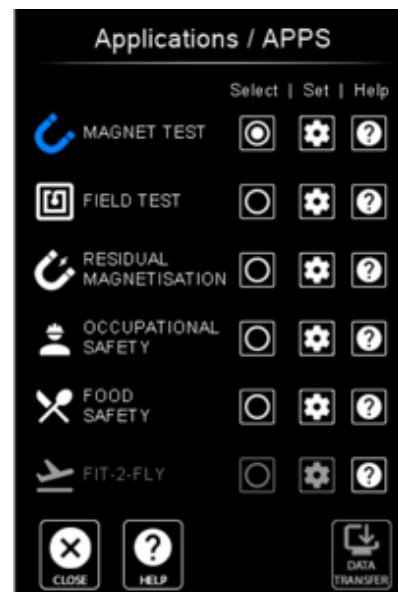 Applications / APPS
Select | Set | Help
MAGNET TEST
FIELD TEST
RESIDUAL
MAGNETISATION
OCCUPATIONAL
SAFETY
FOOD
SAFETY
FIT-2-FLY
CLOSE
HELP
DATA
TRANSFER